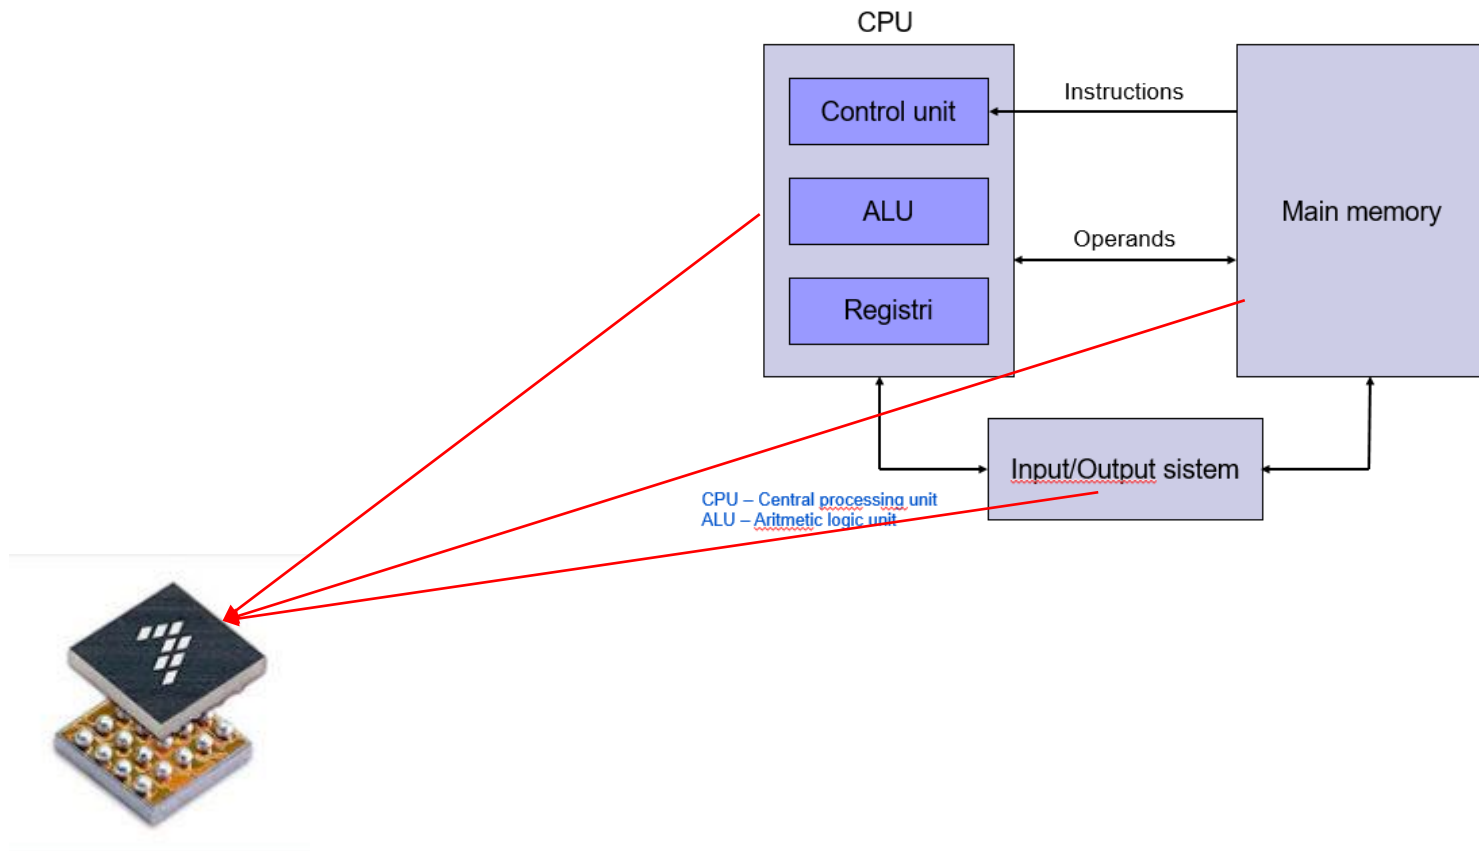 CPU
Control unit
Instructions
ALU
Main memory
Operands
Registri
Input/Output sistem
CPU – Central processing unit
ALU – Aritmetic logic unit